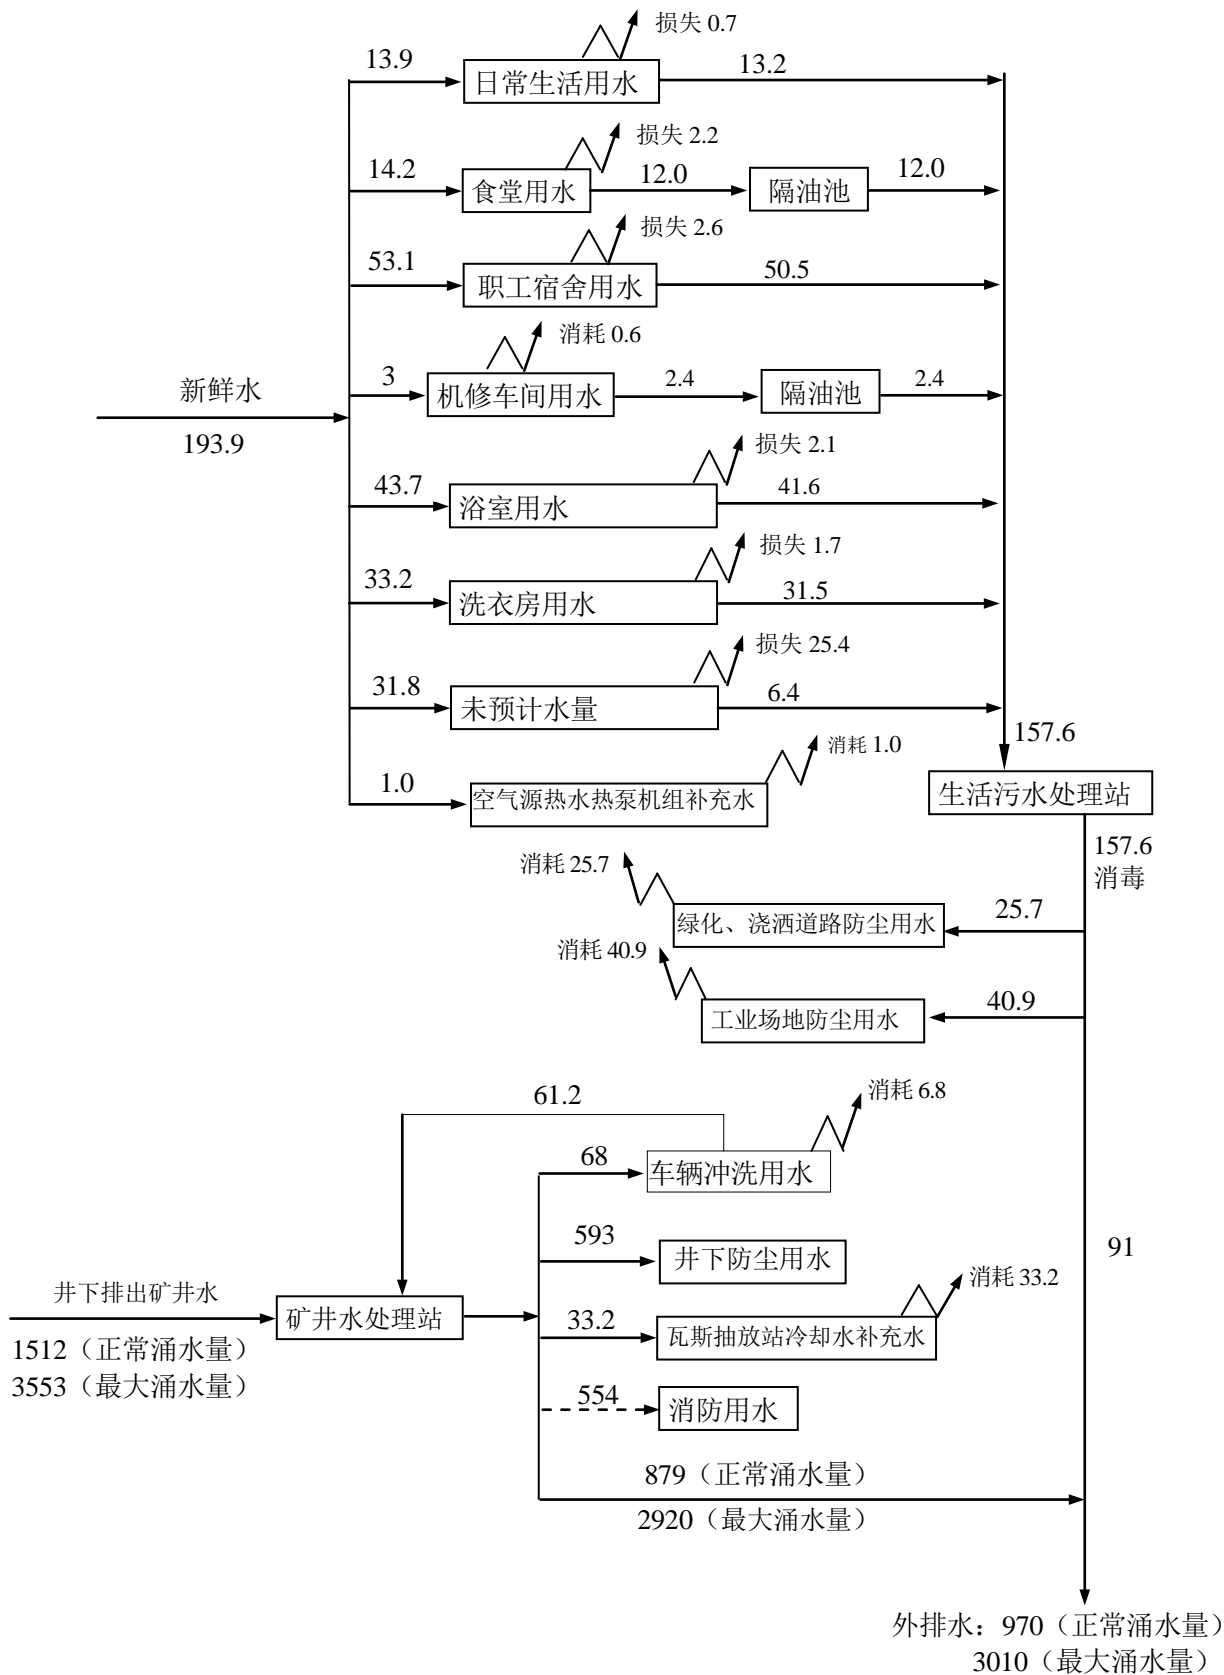 损失 0.7
13.9
日常生活用水
13.2
损失 2.2
14.2
食堂用水
12.0
隔油池
12.0
损失 2.6
53.1
职工宿舍用水
50.5
消耗 0.6
3
机修车间用水
2.4
隔油池
2.4
新鲜水
193.9
损失 2.1
43.7
浴室用水
41.6
损失 1.7
33.2
洗衣房用水
31.5
损失 25.4
31.8
未预计水量
6.4
157.6
消耗 1.0
1.0
空气源热水热泵机组补充水
生活污水处理站
157.6
消毒
消耗 25.7
绿化、浇洒道路防尘用水
25.7
消耗 40.9
工业场地防尘用水
40.9
消耗 6.8
61.2
68
车辆冲洗用水
593
井下防尘用水
91
消耗 33.2
井下排出矿井水
矿井水处理站
33.2
瓦斯抽放站冷却水补充水
1512（正常涌水量）
3553（最大涌水量）
554
消防用水
879（正常涌水量）
2920（最大涌水量）
外排水：970（正常涌水量）
3010（最大涌水量）